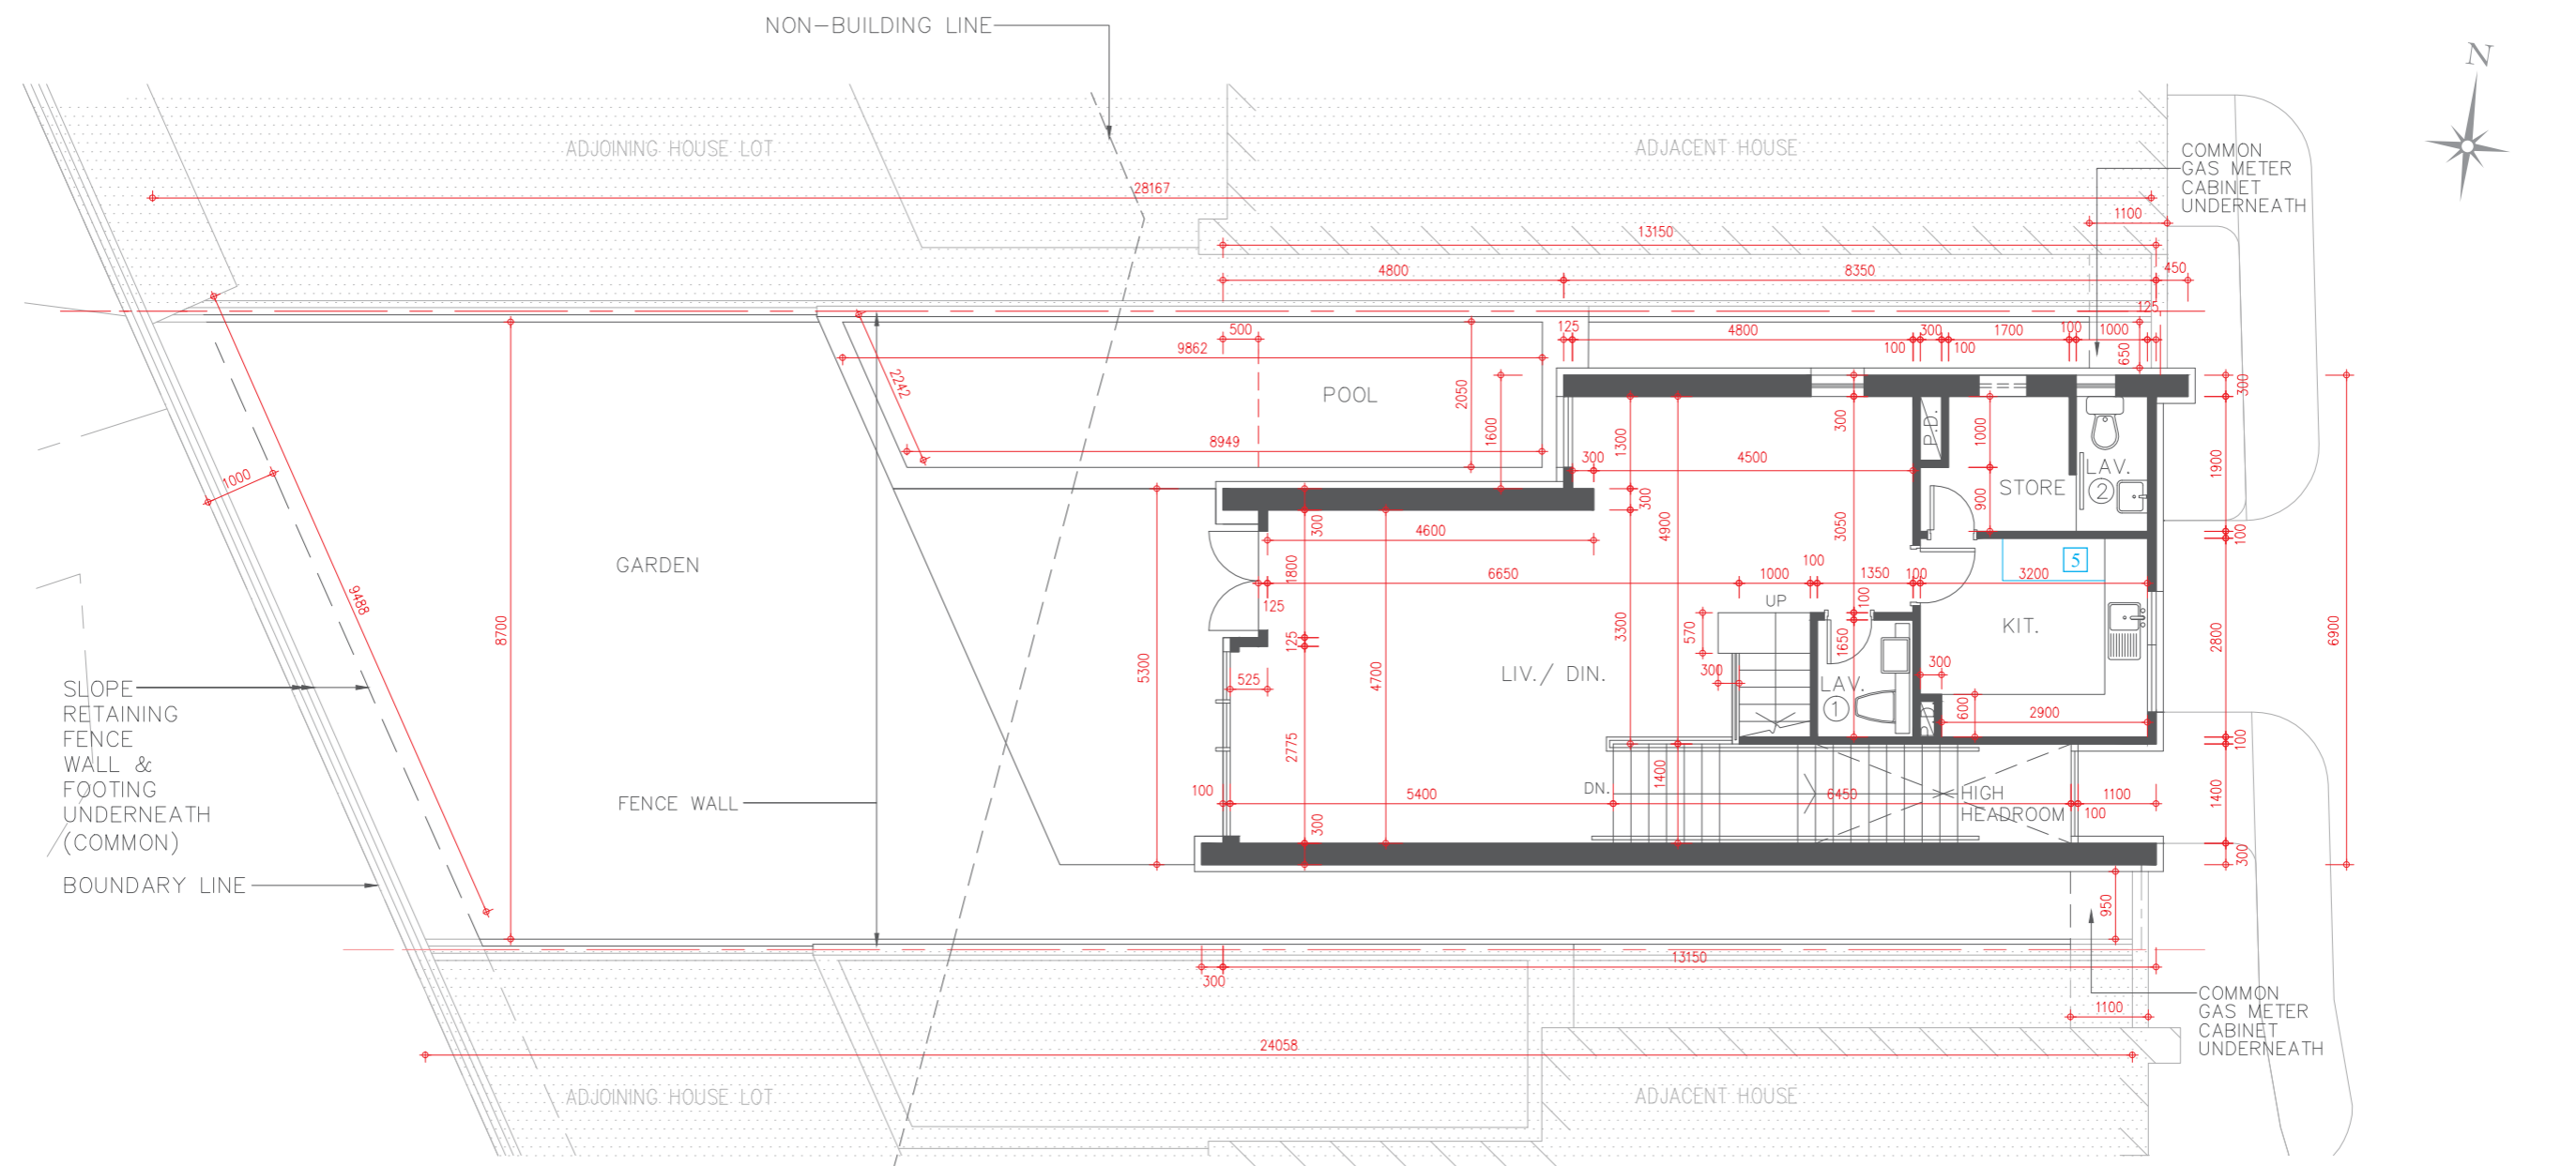 NON-BUILDING LINE
N
ADJOINING HOUSE LOT
ADJACENT HOUSE
COMMON
GAS METER
CABINET
UNDERNEATH
28167
1100
13150
4800
8350
450
125
500
125
4800
300
1700
100
1000
9862
100
100
650
2242
POOL
2050
1600
1300
300
300
P.D.
1000
1900
300
8949
300
4500
LAV.
2
STORE
1000
900
300
300
4600
4900
3050
100
GARDEN
5
1800
6650
1000
100
1350
100
3200
9488
125
UP
100
8700
125
3300
570
1650
KIT.
2800
6900
5300
4700
LIV./ DIN.
300
300
525
LAV.
1
SLOPE
RETAINING
FENCE
WALL &
FOOTING
UNDERNEATH
(COMMON)
600
P.D.
2900
2775
100
1400
DN.
FENCE WALL
100
5400
6450
HIGH
HEADROOM
1100
100
1400
300
300
BOUNDARY LINE
950
13150
300
COMMON
GAS METER
CABINET
UNDERNEATH
1100
24058
ADJOINING HOUSE LOT
ADJACENT HOUSE